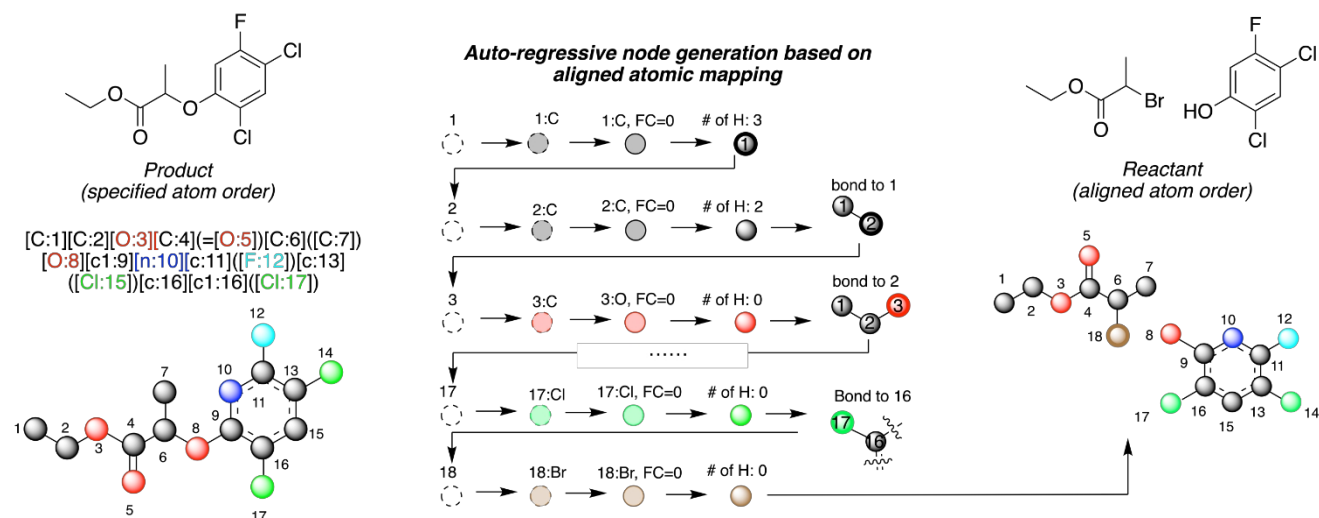 F
Cl
O
O
O
Cl
Product
(specified atom order)
[C:1][C:2][O:3][C:4](=[O:5])[C:6]([C:7])
[O:8][c1:9][n:10][c:11]([F:12])[c:13]
([Cl:15])[c:16][c1:16]([Cl:17])
12
14
10
7
13
11
1
2
4
9
15
3
6
8
16
5
17
Auto-regressive node generation based on
aligned atomic mapping
1
1:C
1:C, FC=0
# of H: 3
1
2
2:C
2:C, FC=0
# of H: 2
bond to 1
1
2
3
3:C
3:O, FC=0
# of H: 0
bond to 2
1
2
3
......
17
17:Cl
17:Cl, FC=0
# of H: 0
Bond to 16
17
16
18
18:Br
18:Br, FC=0
# of H: 0
F
Cl
O
Br
HO
O
Cl
Reactant
(aligned atom order)
5
7
1
3
6
2
4
18
10
12
8
9
11
17
16
13
14
15